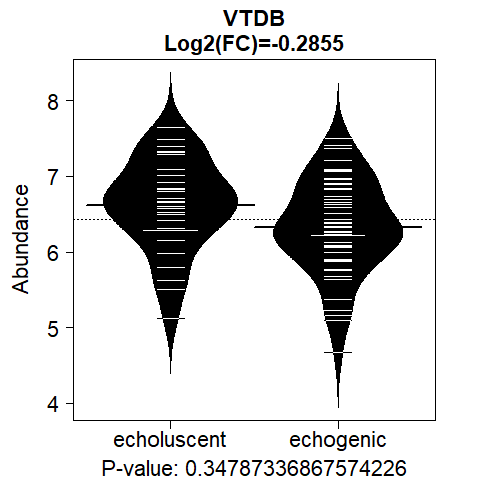 VTDB
Log2(FC)=-0.2855
Abundance
8
7
6
5
4
echoluscent echogenic
P-value: 0.34787336867574226